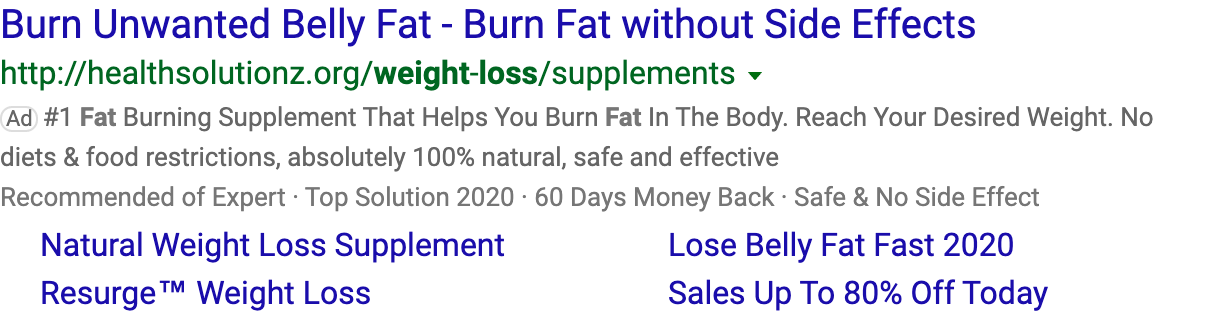 Burn Unwanted Belly Fat - Burn Fat without Side Effects
http://healthsolutionz.org/weight-loss/supplements
Ad #1 Fat Burning Supplement That Helps You Burn Fat In The Body. Reach Your Desired Weight. No
diets & food restrictions, absolutely 100% natural, safe and effective
Recommended of Expert · Top Solution 2020 · 60 Days Money Back · Safe & No Side Effect
Natural Weight Loss Supplement Lose Belly Fat Fast 2020
Resurge™ Weight Loss Sales Up To 80% Off Today